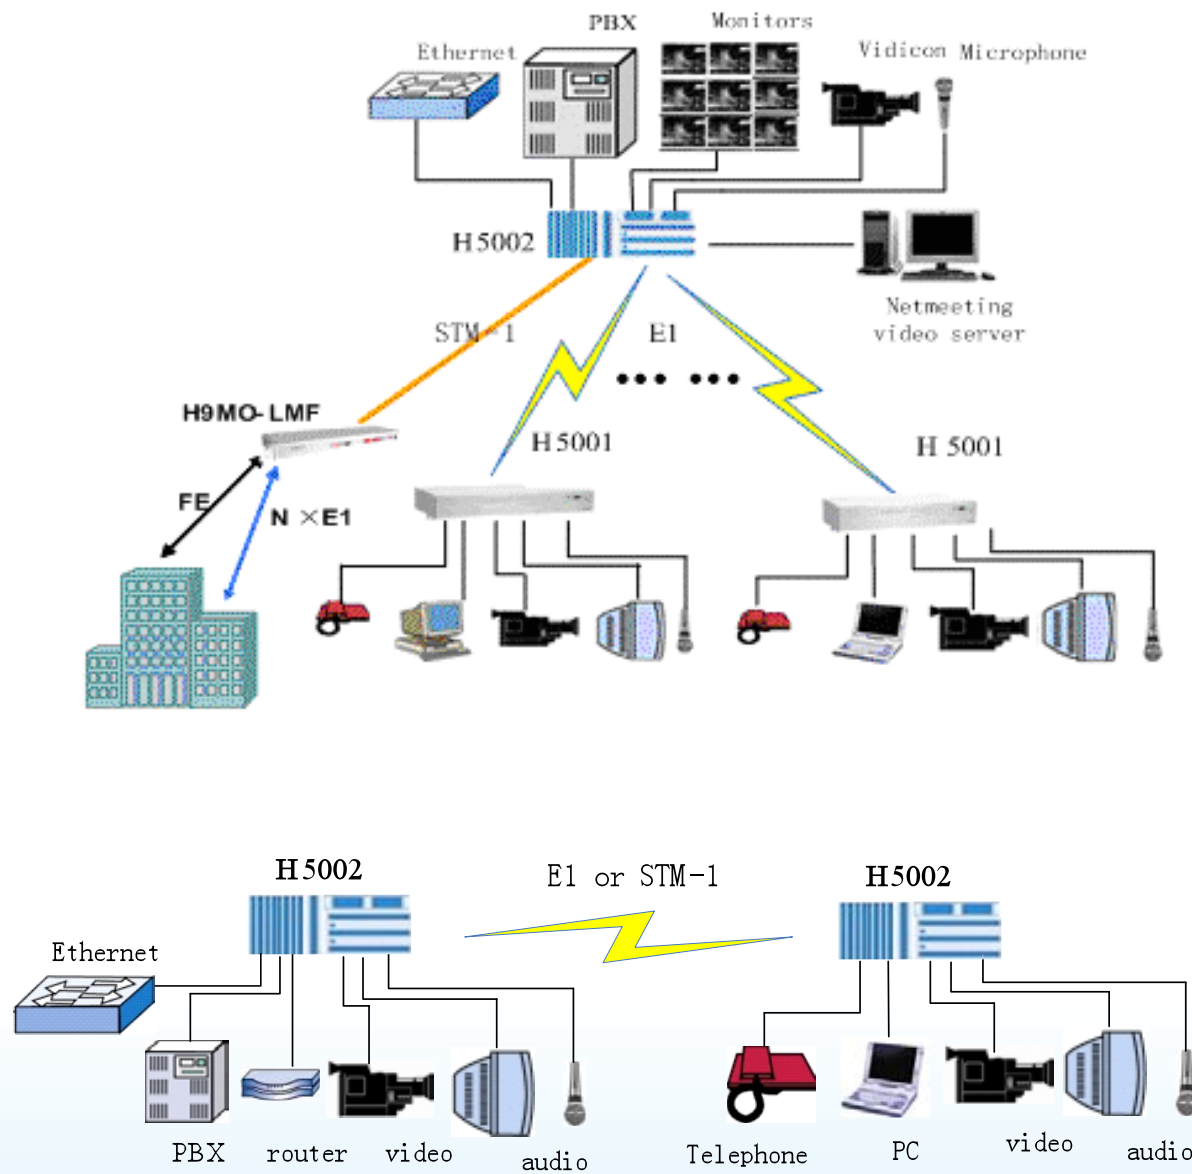 PBX
Monitors
Ethernet
Vidicon
Microphone
H5002
Netmeeting
video server
STM-1
E1
H9MO-LMF
H5001
H 5001
FE
N ×E1
H5002
E1 or STM-1
H5002
Ethernet
PBX
router
video
audio
Telephone
PC
video
audio